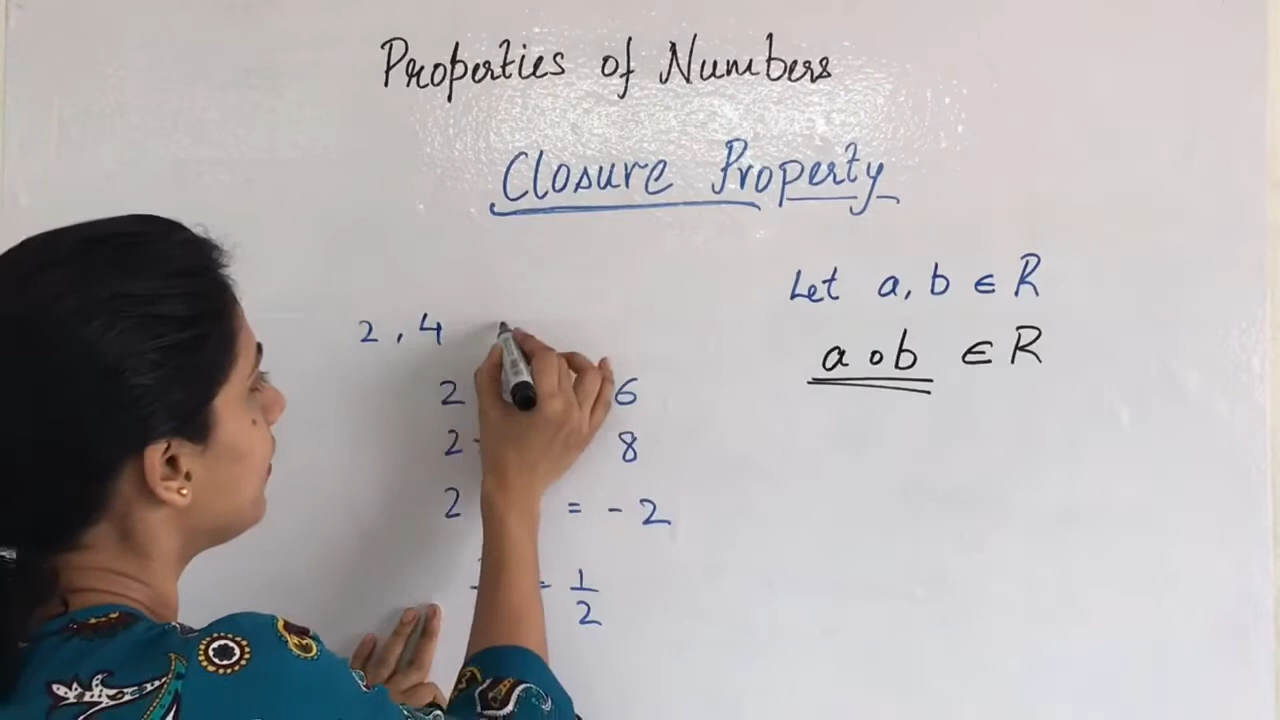 Properties of Numbers
Closure Property
Let a, b ∈ R
a o b ∈ R
2 , 4
2 6
2 8
2 = - 2
= 1/2